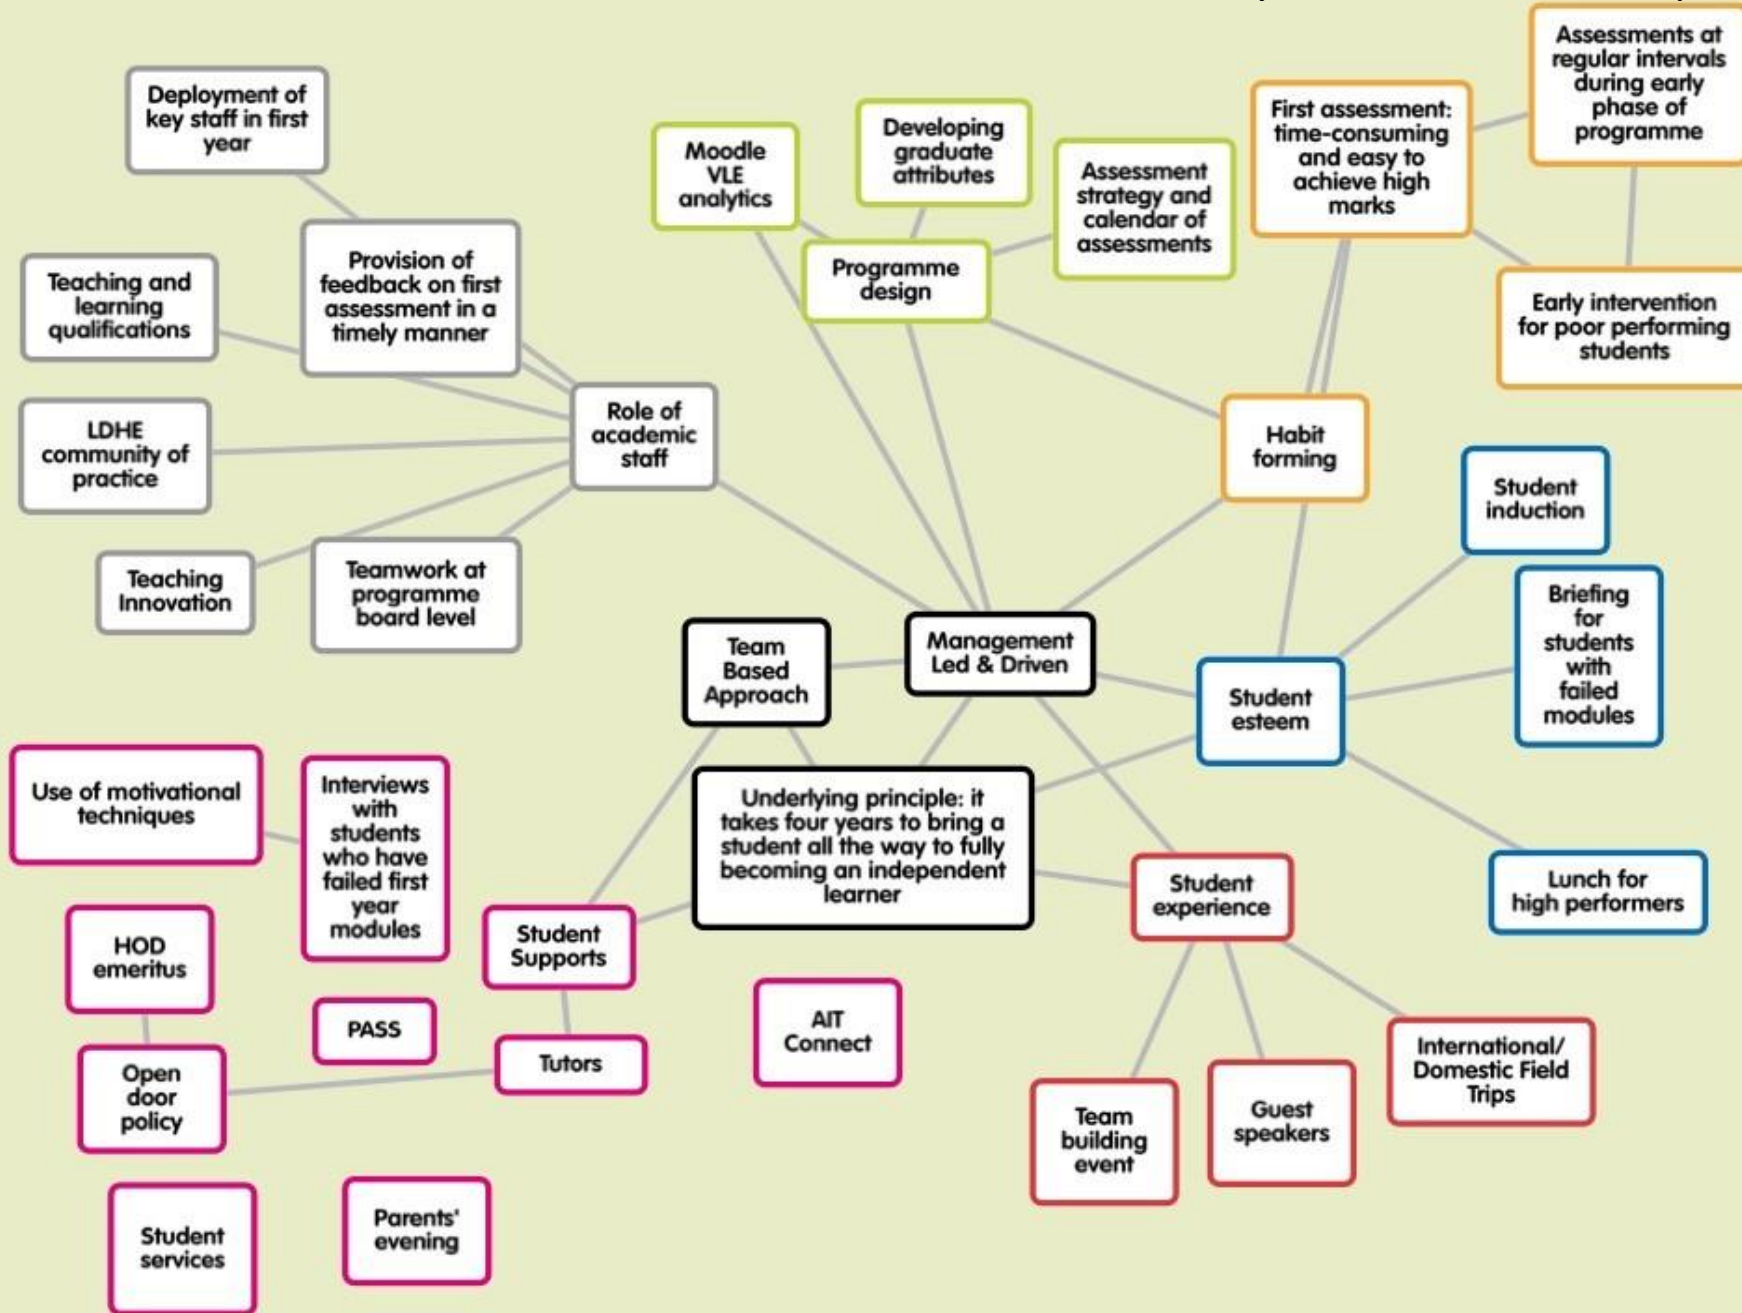 Assessments at
regular intervals
during early
phase of
programme
Deployment of
key staff in first
year
First assessment:
time-consuming
and easy to
achieve high
marks
Developing
graduate
attributes
Moodle
VLE
analytics
Assessment
strategy and
calendar of
assessments
Provision of
feedback on first
assessment in a
timely manner
Programme
design
Teaching and
learning
qualifications
Early intervention
for poor performing
students
Role of
academic
staff
LDHE
community of
practice
Habit
forming
Student
induction
Teaching
Innovation
Teamwork at
programme
board level
Briefing
for
students
with
failed
modules
Team
Based
Approach
Management
Led & Driven
Student
esteem
Use of motivational
techniques
Interviews
with
students
who have
failed first
year
modules
Underlying principle: it
takes four years to bring a
student all the way to fully
becoming an independent
learner
Student
experience
Lunch for
high performers
HOD
emeritus
Student
Supports
PASS
AIT
Connect
Tutors
Open
door
policy
International/
Domestic Field
Trips
Team
building
event
Guest
speakers
Student
services
Parents'
evening